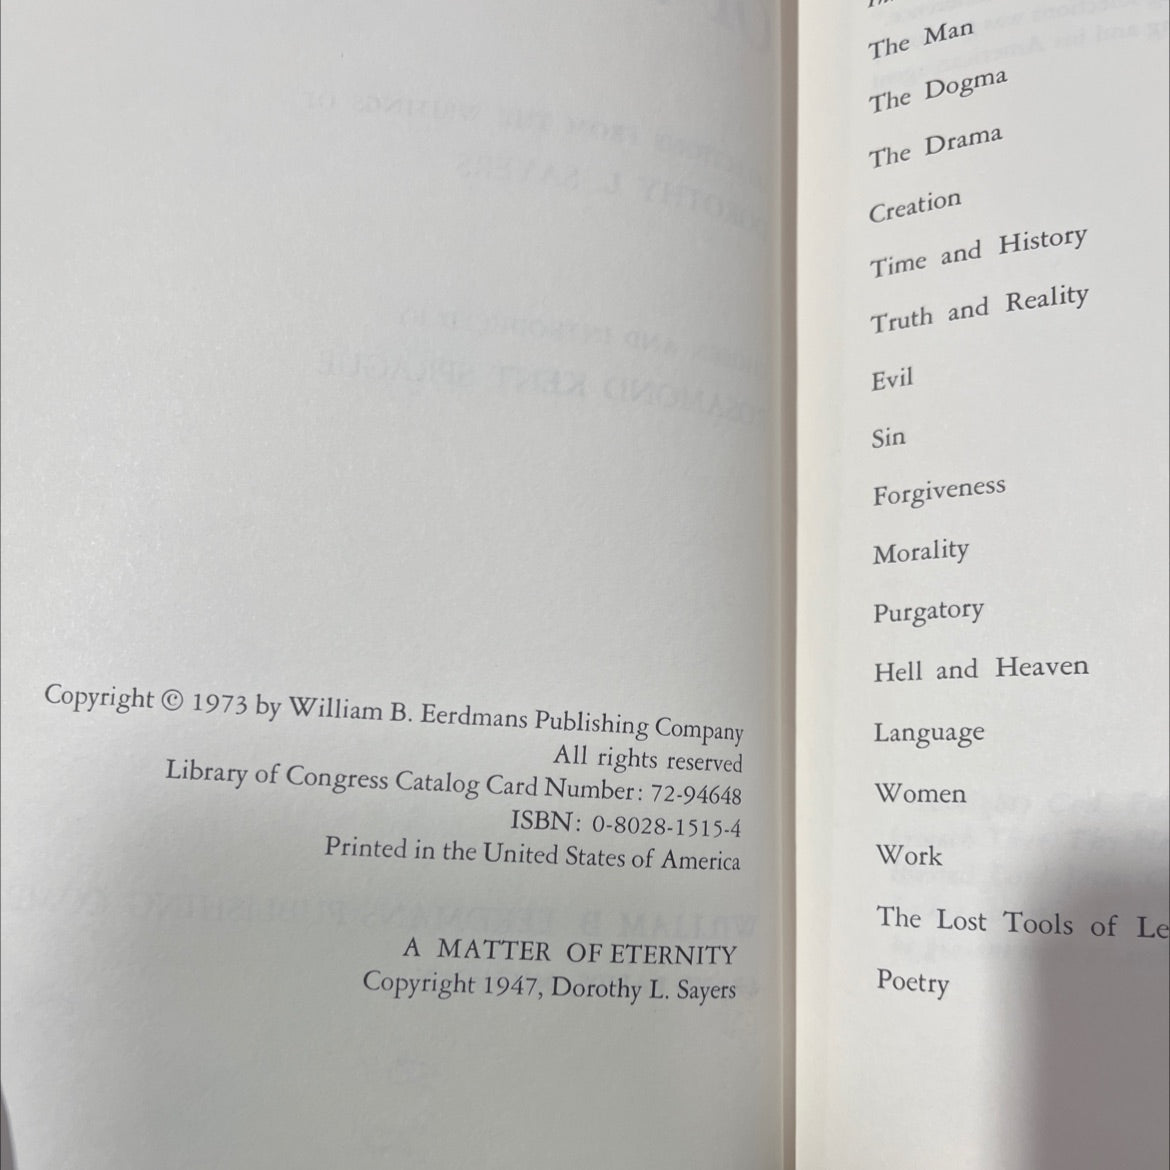 Copyright © 1973 by William B. Eerdmans Publishing Company
All rights reserved
Library of Congress Catalog Card Number: 72-94648
ISBN: 0-8028-1515-4
Printed in the United States of America
A MATTER OF ETERNITY
Copyright 1947, Dorothy L. Sayers
The Man
The Dogma
The Drama
Creation
Time and History
Truth and Reality
Evil
Sin
Forgiveness
Morality
Purgatory
Hell and Heaven
Language
Women
Work
The Lost Tools of Le
Poetry